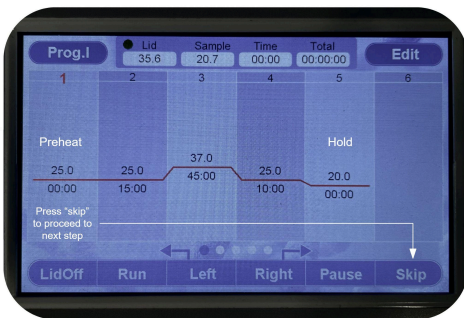 Prog.I
Lid Sample Time Total
35.6 20.7 00:00 00:00:00
Edit
1 2 3 4 5 6
Preheat
Hold
25.0 25.0 37.0 25.0 20.0
00:00 15:00 45:00 10:00 00:00
Press "skip"
to proceed to
next step
LidOff Run Left Right Pause Skip